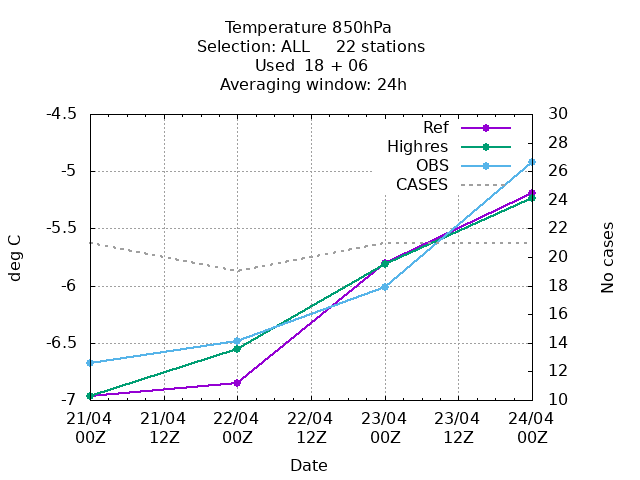 Temperature 850hPa
Selection: ALL     22 stations
Used  18 + 06
Averaging window: 24h
-4.5
-5
-5.5
-6
-6.5
-7
30
28
26
24
22
20
18
16
14
12
10
Ref
Highres
OBS
CASES
deg C
No cases
21/04 21/04 22/04 22/04 23/04 23/04 24/04
00Z 12Z 00Z 12Z 00Z 12Z 00Z
Date